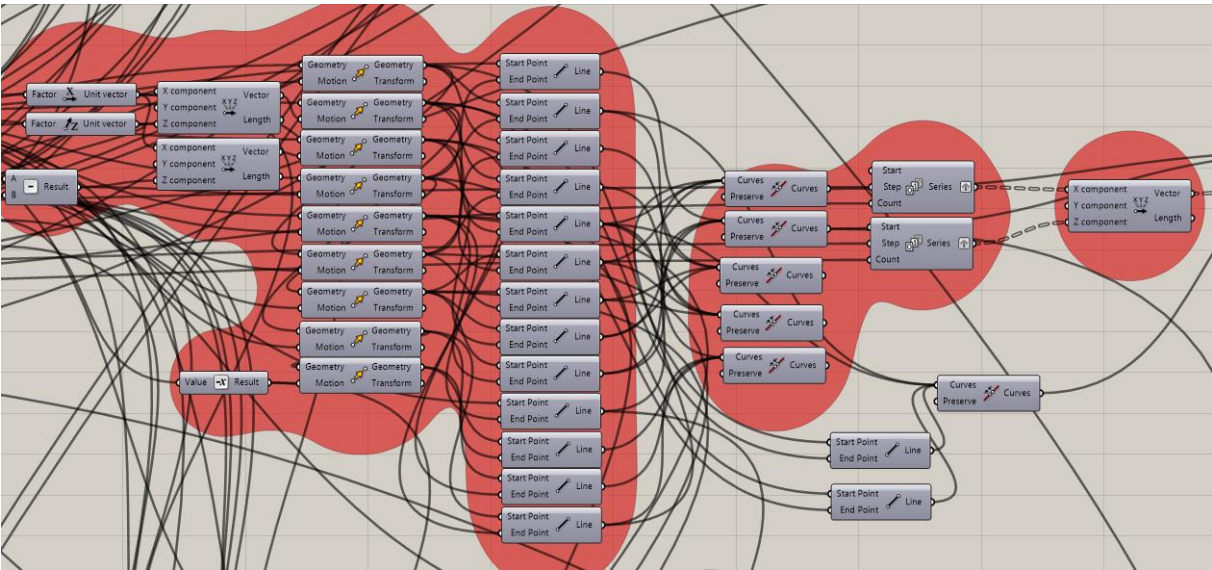 Factor X Unit vector
Factor Z Unit vector
A
- Result
B
X component Vector
Y component XYZ
Z component Length
X component Vector
Y component XYZ
Z component Length
Geometry Geometry
Motion Transform
Geometry Geometry
Motion Transform
Geometry Geometry
Motion Transform
Geometry Geometry
Motion Transform
Geometry Geometry
Motion Transform
Geometry Geometry
Motion Transform
Geometry Geometry
Motion Transform
Geometry Geometry
Motion Transform
Geometry Geometry
Motion Transform
Value -X Result
Start Point
Line
End Point
Start Point
Line
End Point
Start Point
Line
End Point
Start Point
Line
End Point
Start Point
Line
End Point
Start Point
Line
End Point
Start Point
Line
End Point
Start Point
Line
End Point
Start Point
Line
End Point
Start Point
Line
End Point
Start Point
Line
End Point
Start Point
Line
End Point
Start Point
Line
End Point
Curves
Curves
Preserve
Curves
Curves
Preserve
Curves
Curves
Preserve
Curves
Curves
Preserve
Curves
Curves
Preserve
Start
Step Series
Count
Start
Step Series
Count
X component Vector
Y component XYZ
Z component Length
Curves
Curves
Preserve
Start Point
Line
End Point
Start Point
Line
End Point